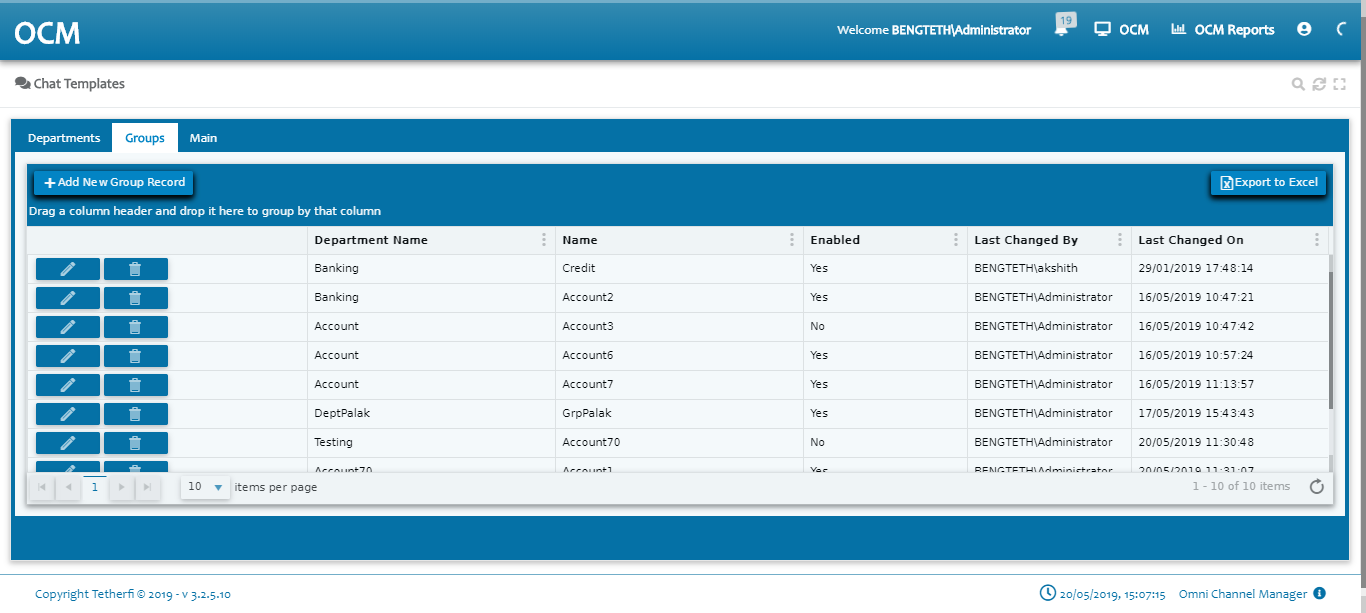 OCM
Welcome BENGTETH\Administrator 19 OCM OCM Reports
Chat Templates
Departments Groups Main
Add New Group Record Export to Excel
Drag a column header and drop it here to group by that column
Department Name Name Enabled Last Changed By Last Changed On
Banking Credit Yes BENGTETH\akshith 29/01/2019 17:48:14
Banking Account2 Yes BENGTETH\Administrator 16/05/2019 10:47:21
Account Account3 No BENGTETH\Administrator 16/05/2019 10:47:42
Account Account6 Yes BENGTETH\Administrator 16/05/2019 10:57:24
Account Account7 Yes BENGTETH\Administrator 16/05/2019 11:13:57
DeptPalak GrpPalak Yes BENGTETH\Administrator 17/05/2019 15:43:43
Testing Account70 No BENGTETH\Administrator 20/05/2019 11:30:48
Account70 Account1 Yes BENGTETH\Administrator 20/05/2019 11:31:07
1 10 items per page 1 - 10 of 10 items
Copyright Tetherfi © 2019 - v 3.2.5.10 20/05/2019, 15:07:15 Omni Channel Manager